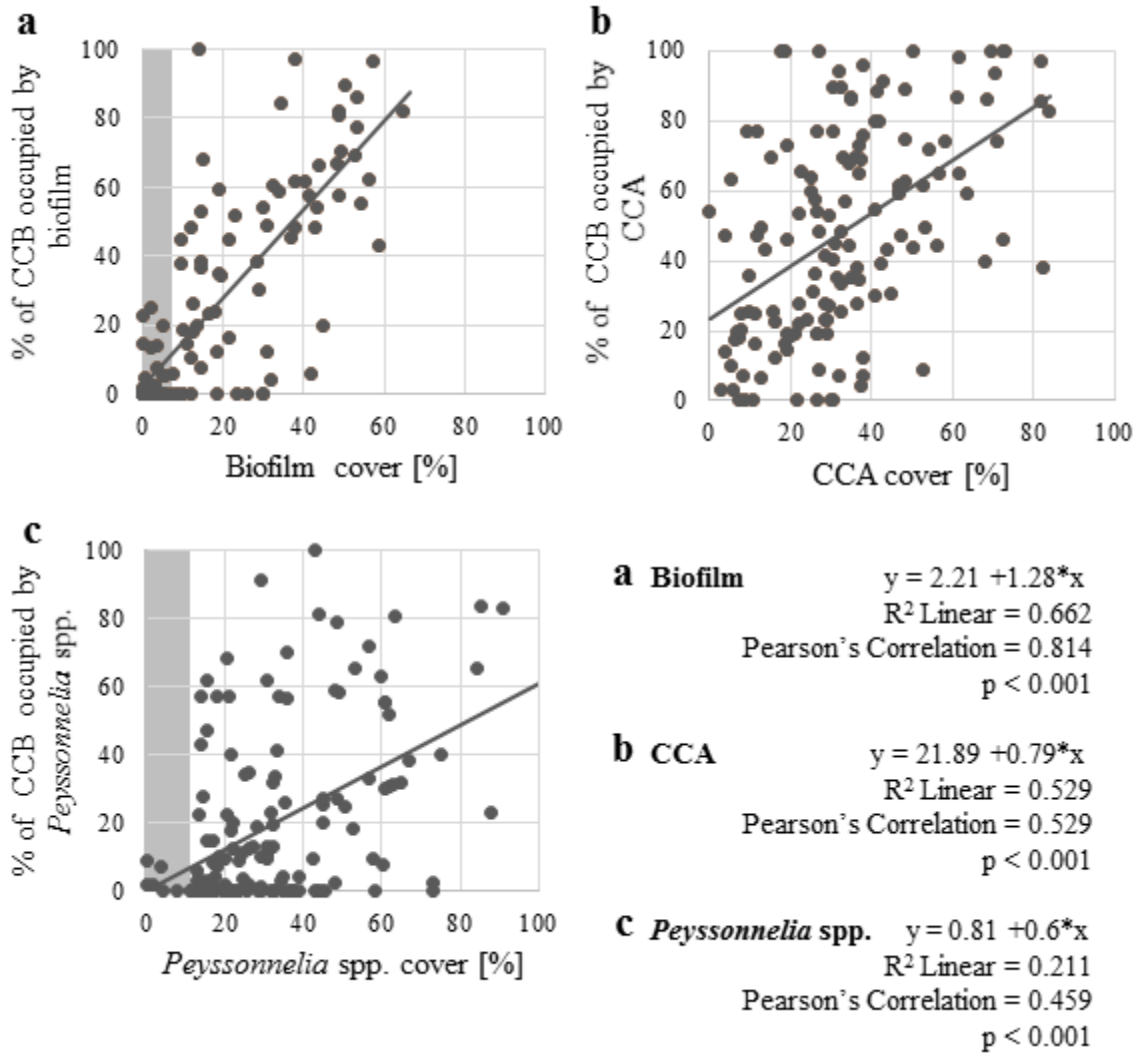 a
% of CCB occupied by
biofilm
100
80
60
40
20
0
0 20 40 60 80 100
Biofilm cover [%]
b
% of CCB occupied by
CCA
100
80
60
40
20
0
0 20 40 60 80 100
CCA cover [%]
c
% of CCB occupied by
Peyssonnelia spp.
100
80
60
40
20
0
0 20 40 60 80 100
Peyssonnelia spp. cover [%]
a Biofilm y = 2.21 +1.28*x
R² Linear = 0.662
Pearson's Correlation = 0.814
p < 0.001
b CCA y = 21.89 +0.79*x
R² Linear = 0.529
Pearson's Correlation = 0.529
p < 0.001
c Peyssonnelia spp. y = 0.81 +0.6*x
R² Linear = 0.211
Pearson's Correlation = 0.459
p < 0.001